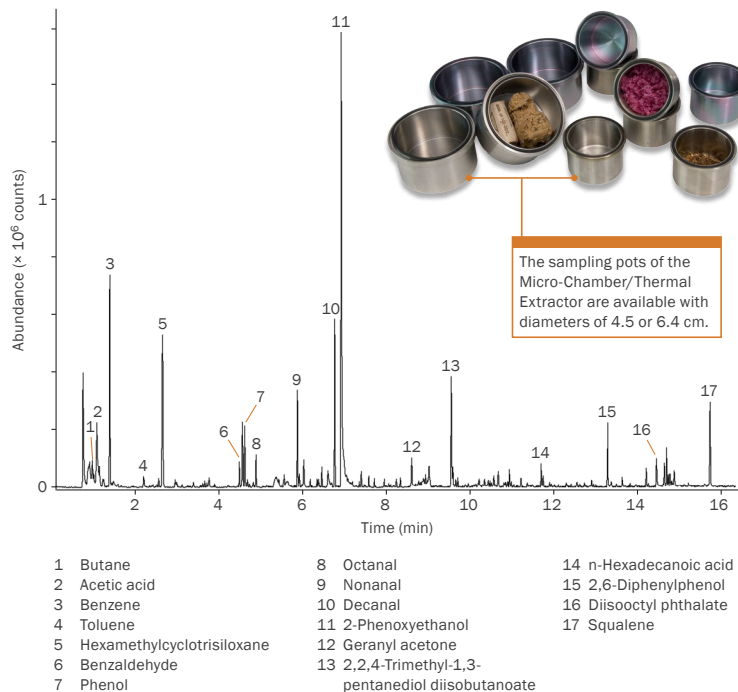 Abundance (× 10⁶ counts)
1
0
11
3
10
5
13
9
17
2
1
7
6
8
15
16
12
14
4
2
4
6
8
10
12
14
16
Time (min)
The sampling pots of the
Micro-Chamber/Thermal
Extractor are available with
diameters of 4.5 or 6.4 cm.
1 Butane
2 Acetic acid
3 Benzene
4 Toluene
5 Hexamethylcyclotrisiloxane
6 Benzaldehyde
7 Phenol
8 Octanal
9 Nonanal
10 Decanal
11 2-Phenoxyethanol
12 Geranyl acetone
13 2,2,4-Trimethyl-1,3-
pentanediol diisobutanoate
14 n-Hexadecanoic acid
15 2,6-Diphenylphenol
16 Diisooctyl phthalate
17 Squalene